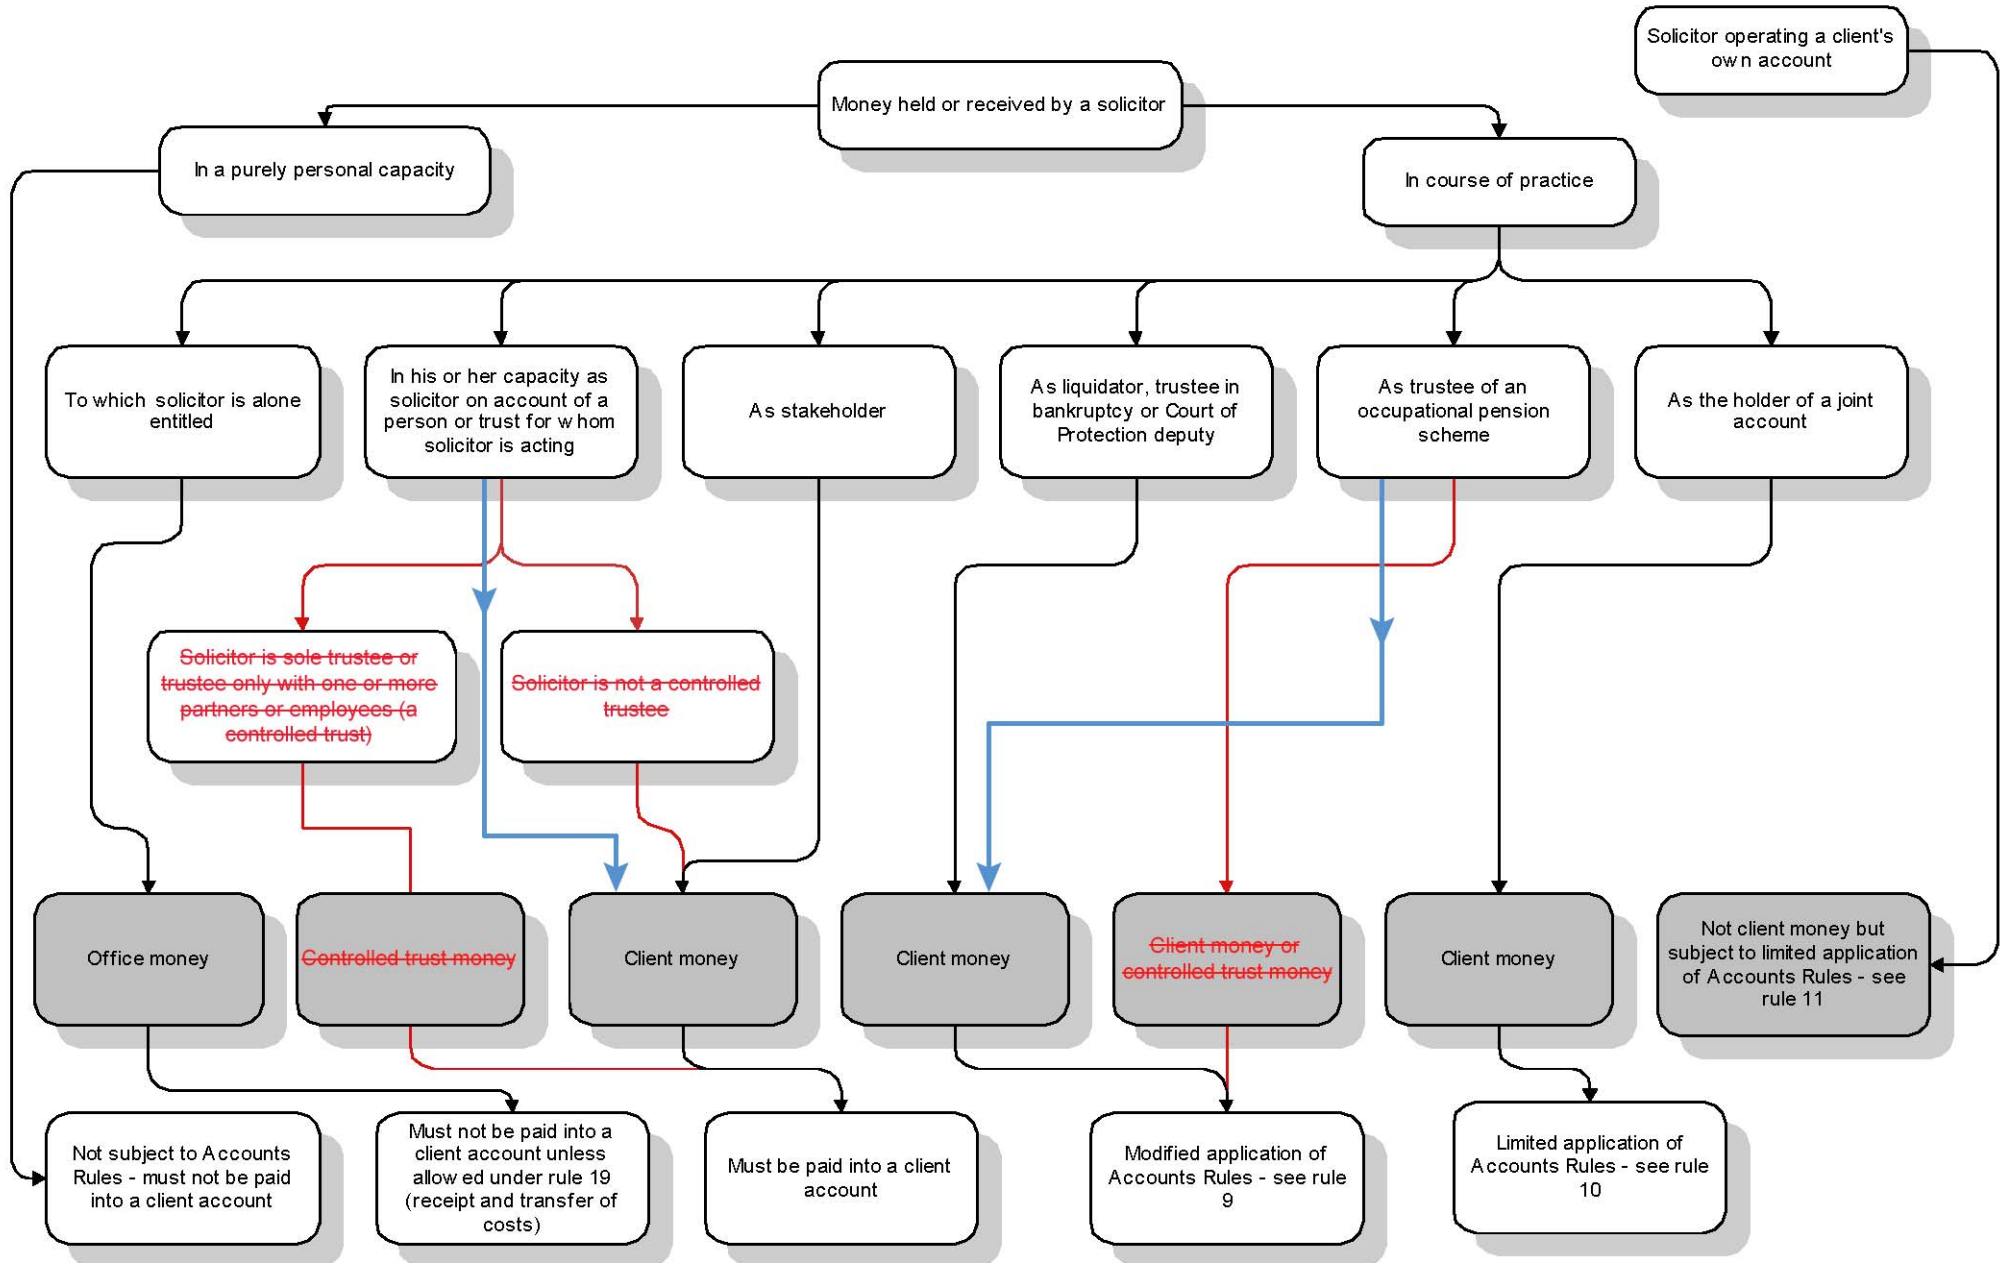 Solicitor operating a client's
own account
Money held or received by a solicitor
In a purely personal capacity
In course of practice
To which solicitor is alone
entitled
In his or her capacity as
solicitor on account of a
person or trust for whom
solicitor is acting
As stakeholder
As liquidator, trustee in
bankruptcy or Court of
Protection deputy
As trustee of an
occupational pension
scheme
As the holder of a joint
account
Solicitor is sole trustee or
trustee only with one or more
partners or employees (a
controlled trust)
Solicitor is not a controlled
trustee
Office money
Controlled trust money
Client money
Client money
Client money or
controlled trust money
Client money
Not client money but
subject to limited application
of Accounts Rules - see
rule 11
Not subject to Accounts
Rules - must not be paid
into a client account
Must not be paid into a
client account unless
allowed under rule 19
(receipt and transfer of
costs)
Must be paid into a client
account
Modified application of
Accounts Rules - see rule
9
Limited application of
Accounts Rules - see rule
10